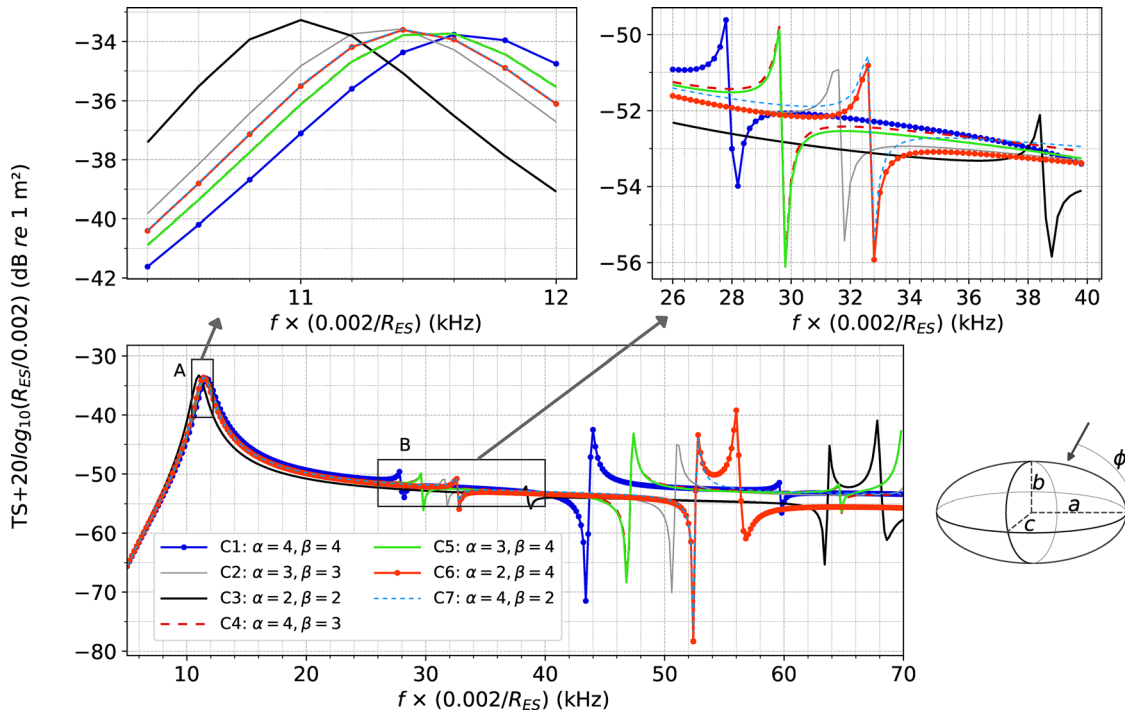 TS+20log₁₀(R_ES/0.002) (dB re 1 m²)
−34
−36
−38
−40
−42
11
12
f × (0.002/R_ES) (kHz)
−50
−52
−54
−56
26
28
30
32
34
36
38
40
f × (0.002/R_ES) (kHz)
A
B
−30
−40
−50
−60
−70
−80
C1: α = 4, β = 4
C2: α = 3, β = 3
C3: α = 2, β = 2
C4: α = 4, β = 3
C5: α = 3, β = 4
C6: α = 2, β = 4
C7: α = 4, β = 2
10
20
30
40
50
60
70
f × (0.002/R_ES) (kHz)
ϕ
b
a
c